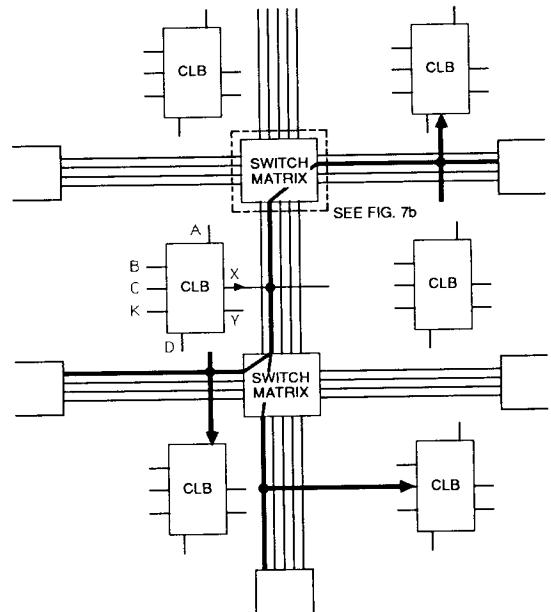 CLB
CLB
SWITCH
MATRIX
SEE FIG. 7b
A
B
C
K
CLB
X
Y
D
CLB
SWITCH
MATRIX
CLB
CLB